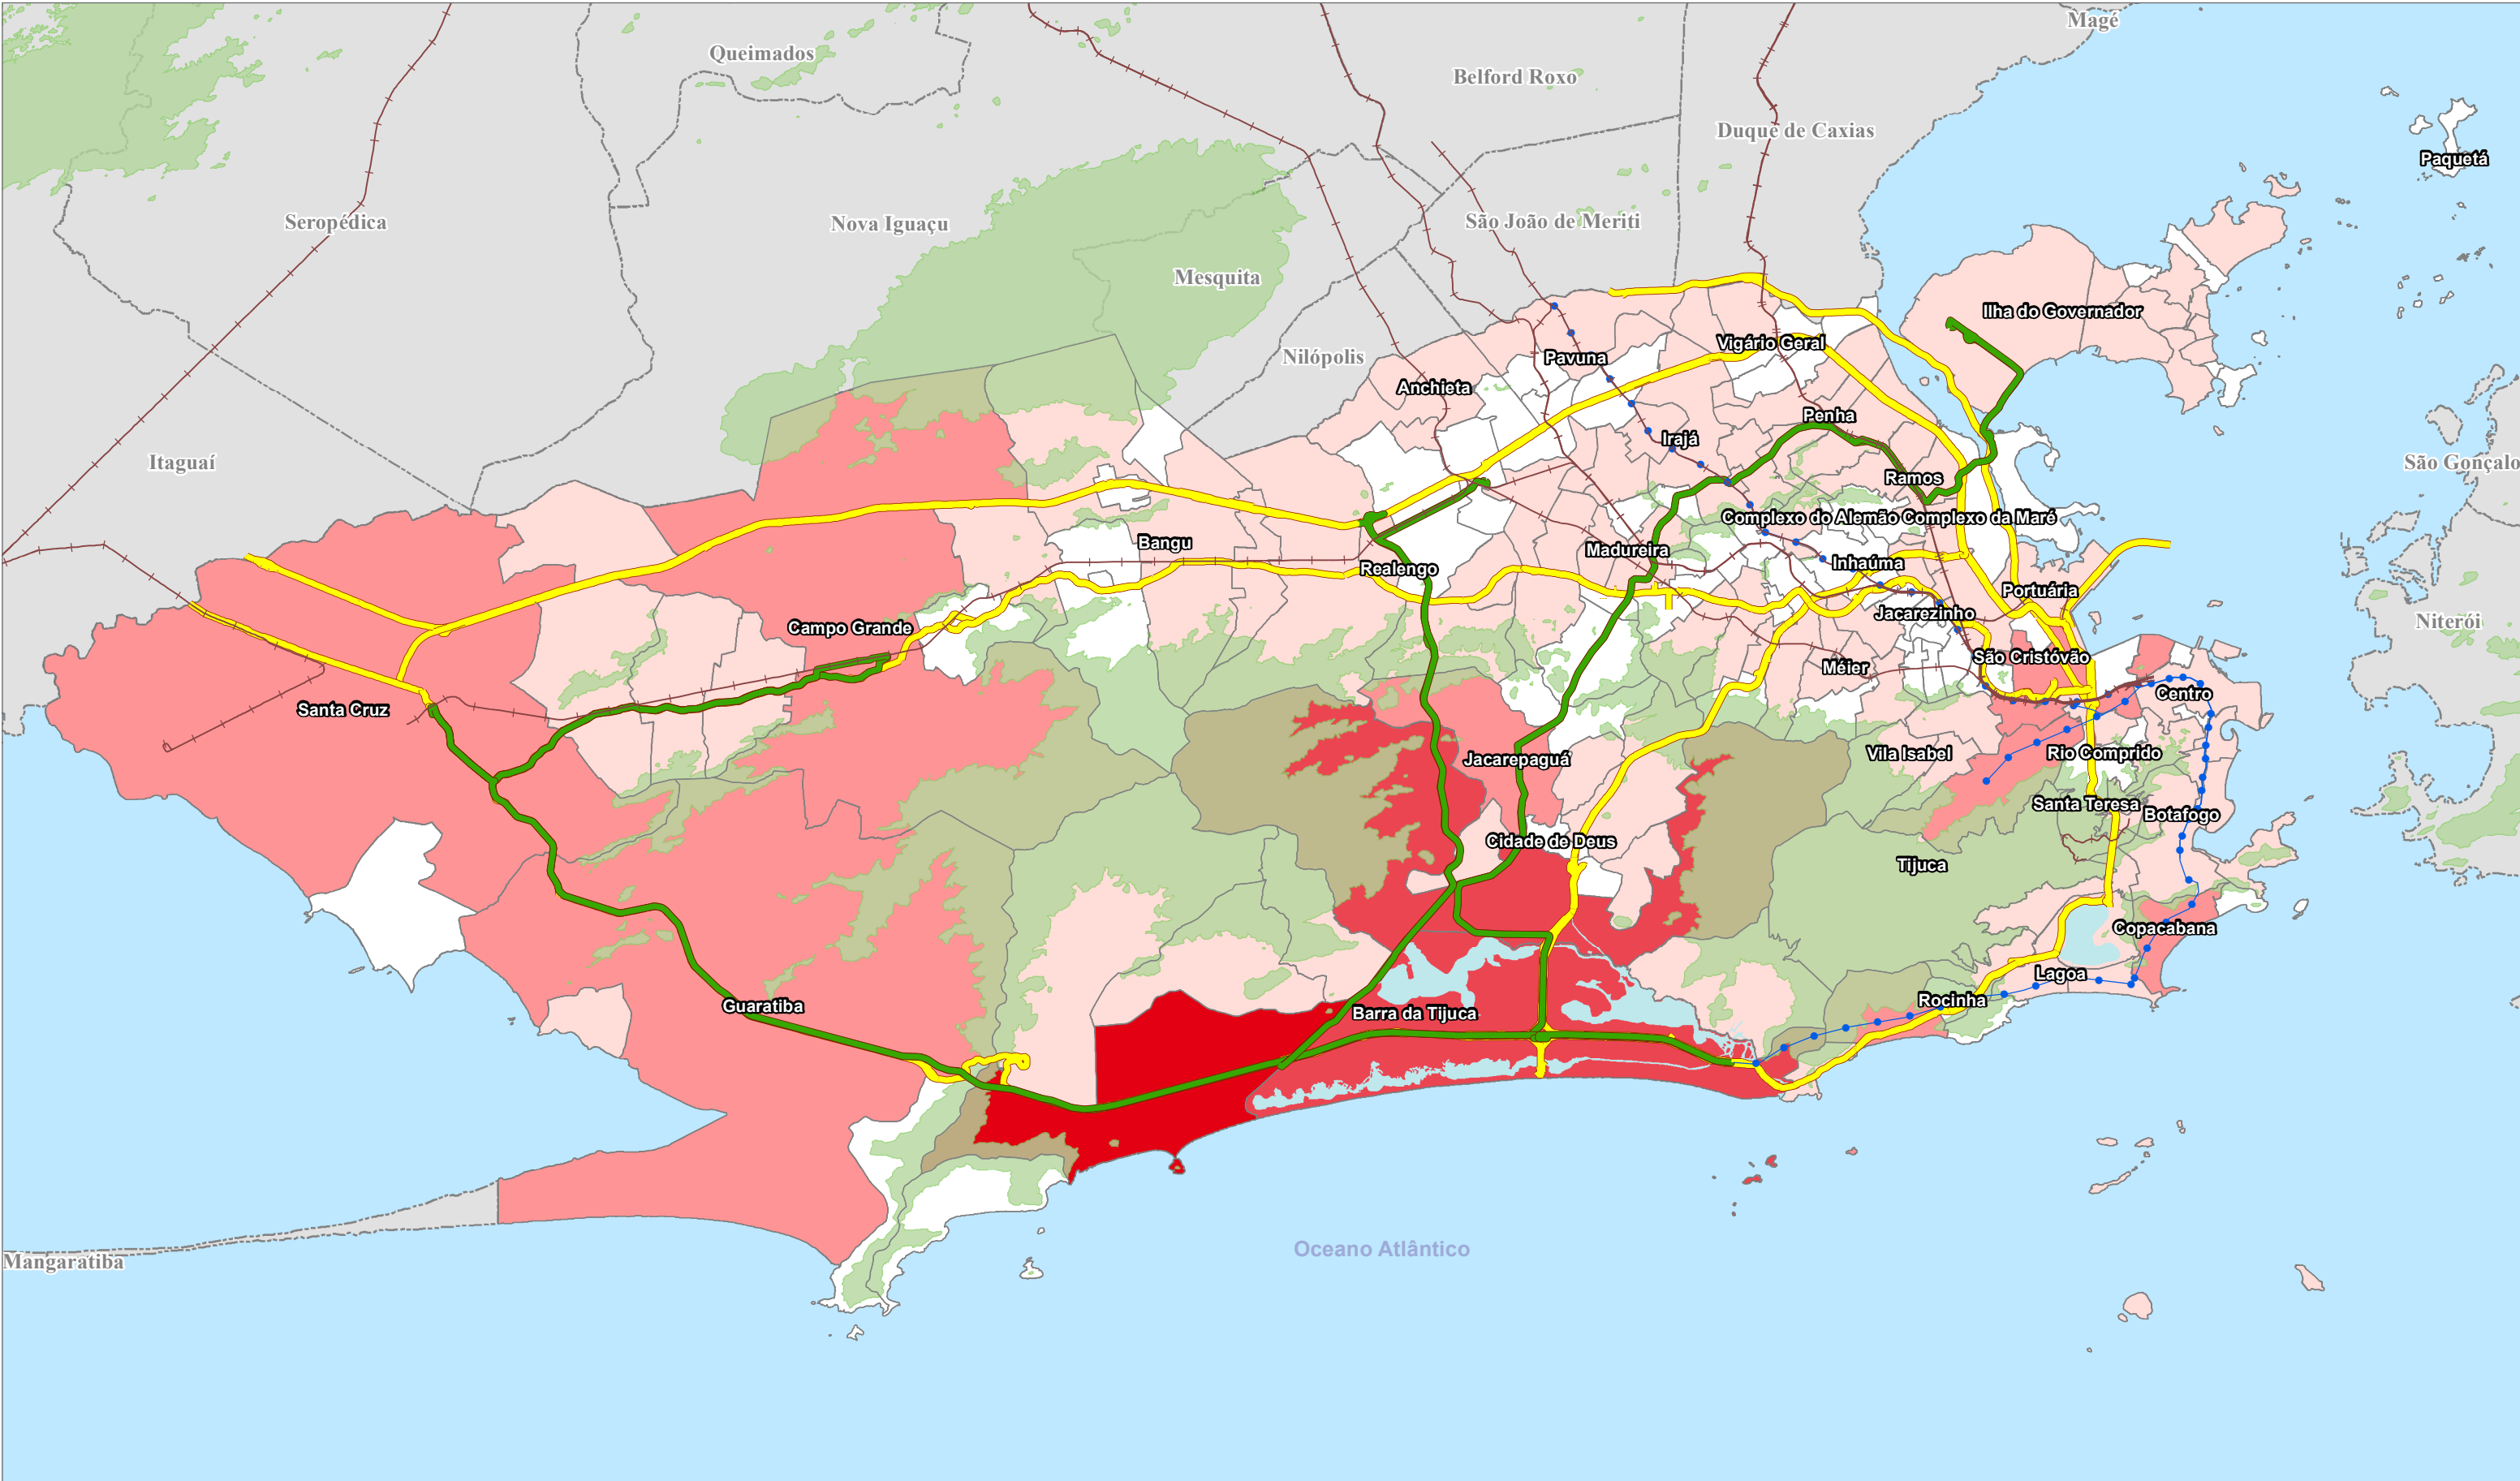 Magé
Queimados
Belford Roxo
Duque de Caxias
Paquetá
Seropédica
Nova Iguaçu
São João de Meriti
Mesquita
Ilha do Governador
Vigário Geral
Nilópolis
Pavuna
Anchieta
Penha
Irajá
Itaguaí
São Gonçalo
Ramos
Complexo do Alemão
Complexo da Maré
Bangu
Madureira
Realengo
Inhaúma
Portuária
Jacarezinho
Niterói
Campo Grande
São Cristóvão
Méier
Centro
Santa Cruz
Vila Isabel
Rio Comprido
Jacarepaguá
Santa Teresa
Botafogo
Cidade de Deus
Tijuca
Copacabana
Lagoa
Rocinha
Guaratiba
Barra da Tijuca
Oceano Atlântico
Mangaratiba